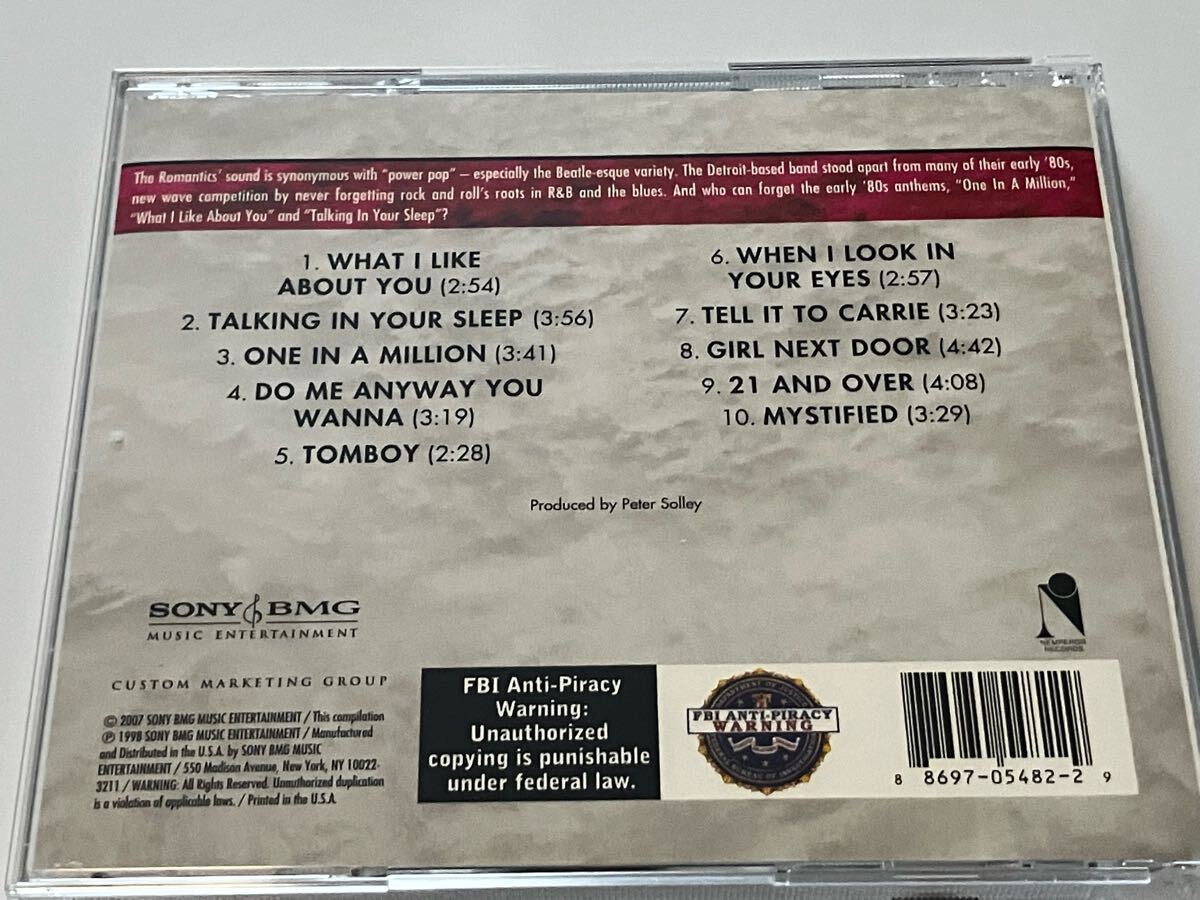 The Romantics' sound is synonymous with "power pop" – especially the Beatle-esque variety. The Detroit-based band stood apart from many of their early '80s,
new wave competition by never forgetting rock and roll's roots in R&B and the blues. And who can forget the early '80s anthems, "One In A Million,"
"What I Like About You" and "Talking In Your Sleep"?
1. WHAT I LIKE
ABOUT YOU (2:54)
2. TALKING IN YOUR SLEEP (3:56)
3. ONE IN A MILLION (3:41)
4. DO ME ANYWAY YOU
WANNA (3:19)
5. TOMBOY (2:28)
6. WHEN I LOOK IN
YOUR EYES (2:57)
7. TELL IT TO CARRIE (3:23)
8. GIRL NEXT DOOR (4:42)
9. 21 AND OVER (4:08)
10. MYSTIFIED (3:29)
Produced by Peter Solley
SONY BMG
MUSIC ENTERTAINMENT
NEMPEROR
RECORDS
CUSTOM MARKETING GROUP
© 2007 SONY BMG MUSIC ENTERTAINMENT / This compilation
℗ 1998 SONY BMG MUSIC ENTERTAINMENT / Manufactured
and Distributed in the U.S.A. by SONY BMG MUSIC
ENTERTAINMENT / 550 Madison Avenue, New York, NY 10022-
3211 / WARNING: All Rights Reserved. Unauthorized duplication
is a violation of applicable laws. / Printed in the U.S.A.
FBI Anti-Piracy
Warning:
Unauthorized
copying is punishable
under federal law.
DEPARTMENT OF JUSTICE
FBI ANTI-PIRACY
WARNING
8 8697-05482-2 9